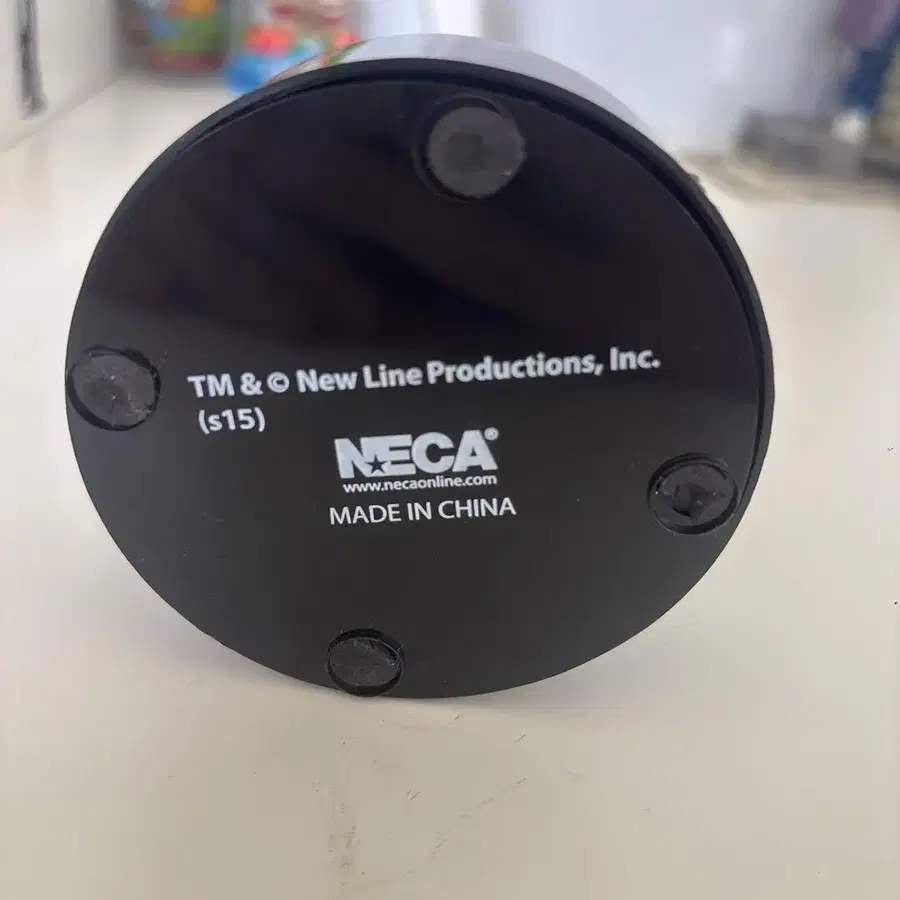 TM & © New Line Productions, Inc.
(s15)
NECA®
www.necaonline.com
MADE IN CHINA